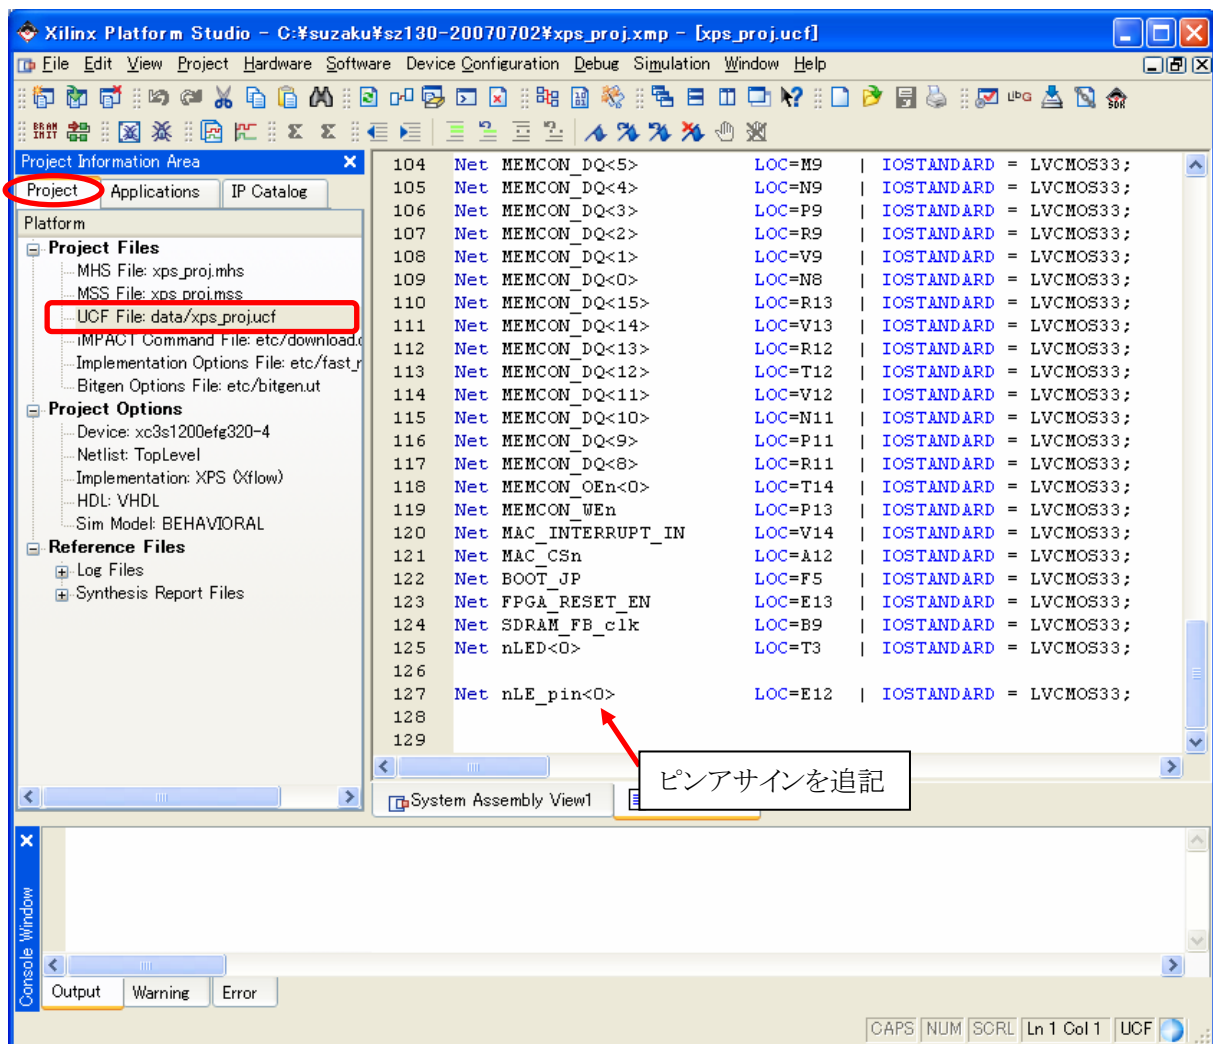 Xilinx Platform Studio - C:¥suzaku¥sz130-20070702¥xps_proj.xmp - [xps_proj.ucf]
File Edit View Project Hardware Software Device Configuration Debug Simulation Window Help
Project Information Area
Project Applications IP Catalog
Platform
Project Files
MHS File: xps_proj.mhs
MSS File: xps_proj.mss
UCF File: data/xps_proj.ucf
iMPACT Command File: etc/download.c
Implementation Options File: etc/fast_r
Bitgen Options File: etc/bitgen.ut
Project Options
Device: xc3s1200efg320-4
Netlist: TopLevel
Implementation: XPS (Xflow)
HDL: VHDL
Sim Model: BEHAVIORAL
Reference Files
Log Files
Synthesis Report Files
104 Net MEMCON_DQ<5> LOC=M9 | IOSTANDARD = LVCMOS33;
105 Net MEMCON_DQ<4> LOC=N9 | IOSTANDARD = LVCMOS33;
106 Net MEMCON_DQ<3> LOC=P9 | IOSTANDARD = LVCMOS33;
107 Net MEMCON_DQ<2> LOC=R9 | IOSTANDARD = LVCMOS33;
108 Net MEMCON_DQ<1> LOC=V9 | IOSTANDARD = LVCMOS33;
109 Net MEMCON_DQ<0> LOC=N8 | IOSTANDARD = LVCMOS33;
110 Net MEMCON_DQ<15> LOC=R13 | IOSTANDARD = LVCMOS33;
111 Net MEMCON_DQ<14> LOC=V13 | IOSTANDARD = LVCMOS33;
112 Net MEMCON_DQ<13> LOC=R12 | IOSTANDARD = LVCMOS33;
113 Net MEMCON_DQ<12> LOC=T12 | IOSTANDARD = LVCMOS33;
114 Net MEMCON_DQ<11> LOC=V12 | IOSTANDARD = LVCMOS33;
115 Net MEMCON_DQ<10> LOC=N11 | IOSTANDARD = LVCMOS33;
116 Net MEMCON_DQ<9> LOC=P11 | IOSTANDARD = LVCMOS33;
117 Net MEMCON_DQ<8> LOC=R11 | IOSTANDARD = LVCMOS33;
118 Net MEMCON_OEn<0> LOC=T14 | IOSTANDARD = LVCMOS33;
119 Net MEMCON_WEn LOC=P13 | IOSTANDARD = LVCMOS33;
120 Net MAC_INTERRUPT_IN LOC=V14 | IOSTANDARD = LVCMOS33;
121 Net MAC_CSn LOC=A12 | IOSTANDARD = LVCMOS33;
122 Net BOOT_JP LOC=F5 | IOSTANDARD = LVCMOS33;
123 Net FPGA_RESET_EN LOC=E13 | IOSTANDARD = LVCMOS33;
124 Net SDRAM_FB_clk LOC=B9 | IOSTANDARD = LVCMOS33;
125 Net nLED<0> LOC=T3 | IOSTANDARD = LVCMOS33;
126
127 Net nLE_pin<0> LOC=E12 | IOSTANDARD = LVCMOS33;
128
129
ピンアサインを追記
System Assembly View1
Console Window
Output Warning Error
CAPS NUM SCRL Ln 1 Col 1 UCF